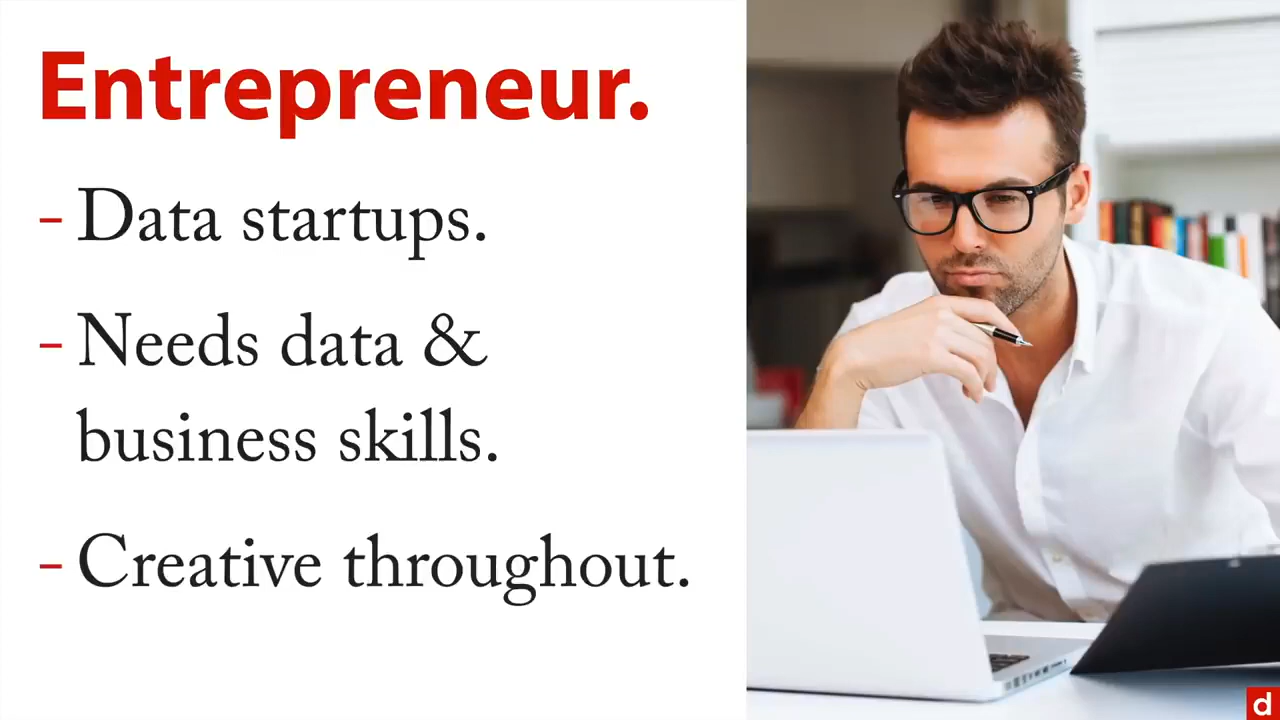 Entrepreneur.
- Data startups.
- Needs data &
business skills.
- Creative throughout.
d